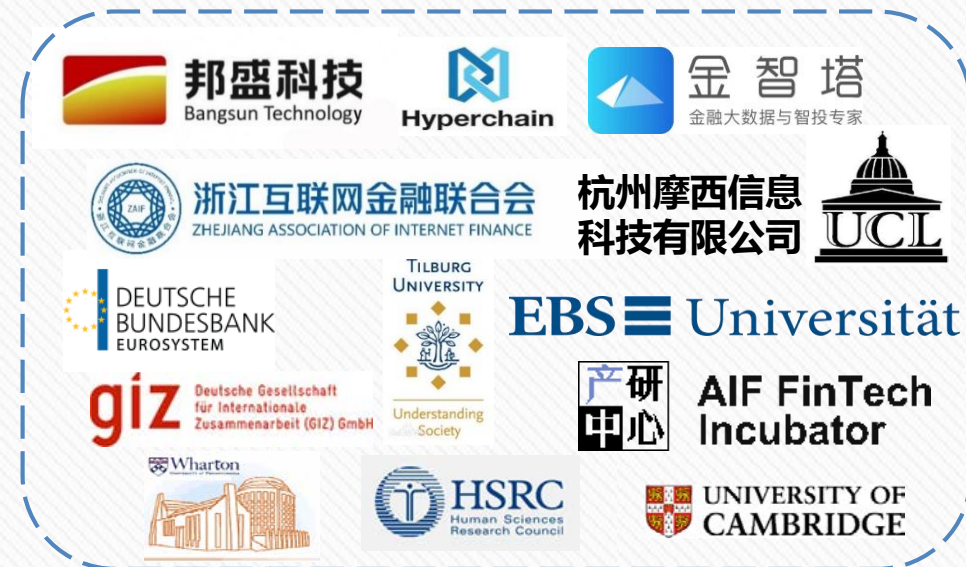 邦盛科技
Bangsun Technology
Hyperchain
金智塔
金融大数据与智投专家
ZAIF
浙江互联网金融联合会
ZHEJIANG ASSOCIATION OF INTERNET FINANCE
杭州摩西信息
科技有限公司
UCL
DEUTSCHE
BUNDESBANK
EUROSYSTEM
TILBURG
UNIVERSITY
Understanding
Society
EBS Universität
giz
Deutsche Gesellschaft
für Internationale
Zusammenarbeit (GIZ) GmbH
产研
中心
AIF FinTech
Incubator
Wharton
HSRC
Human Sciences
Research Council
UNIVERSITY OF
CAMBRIDGE